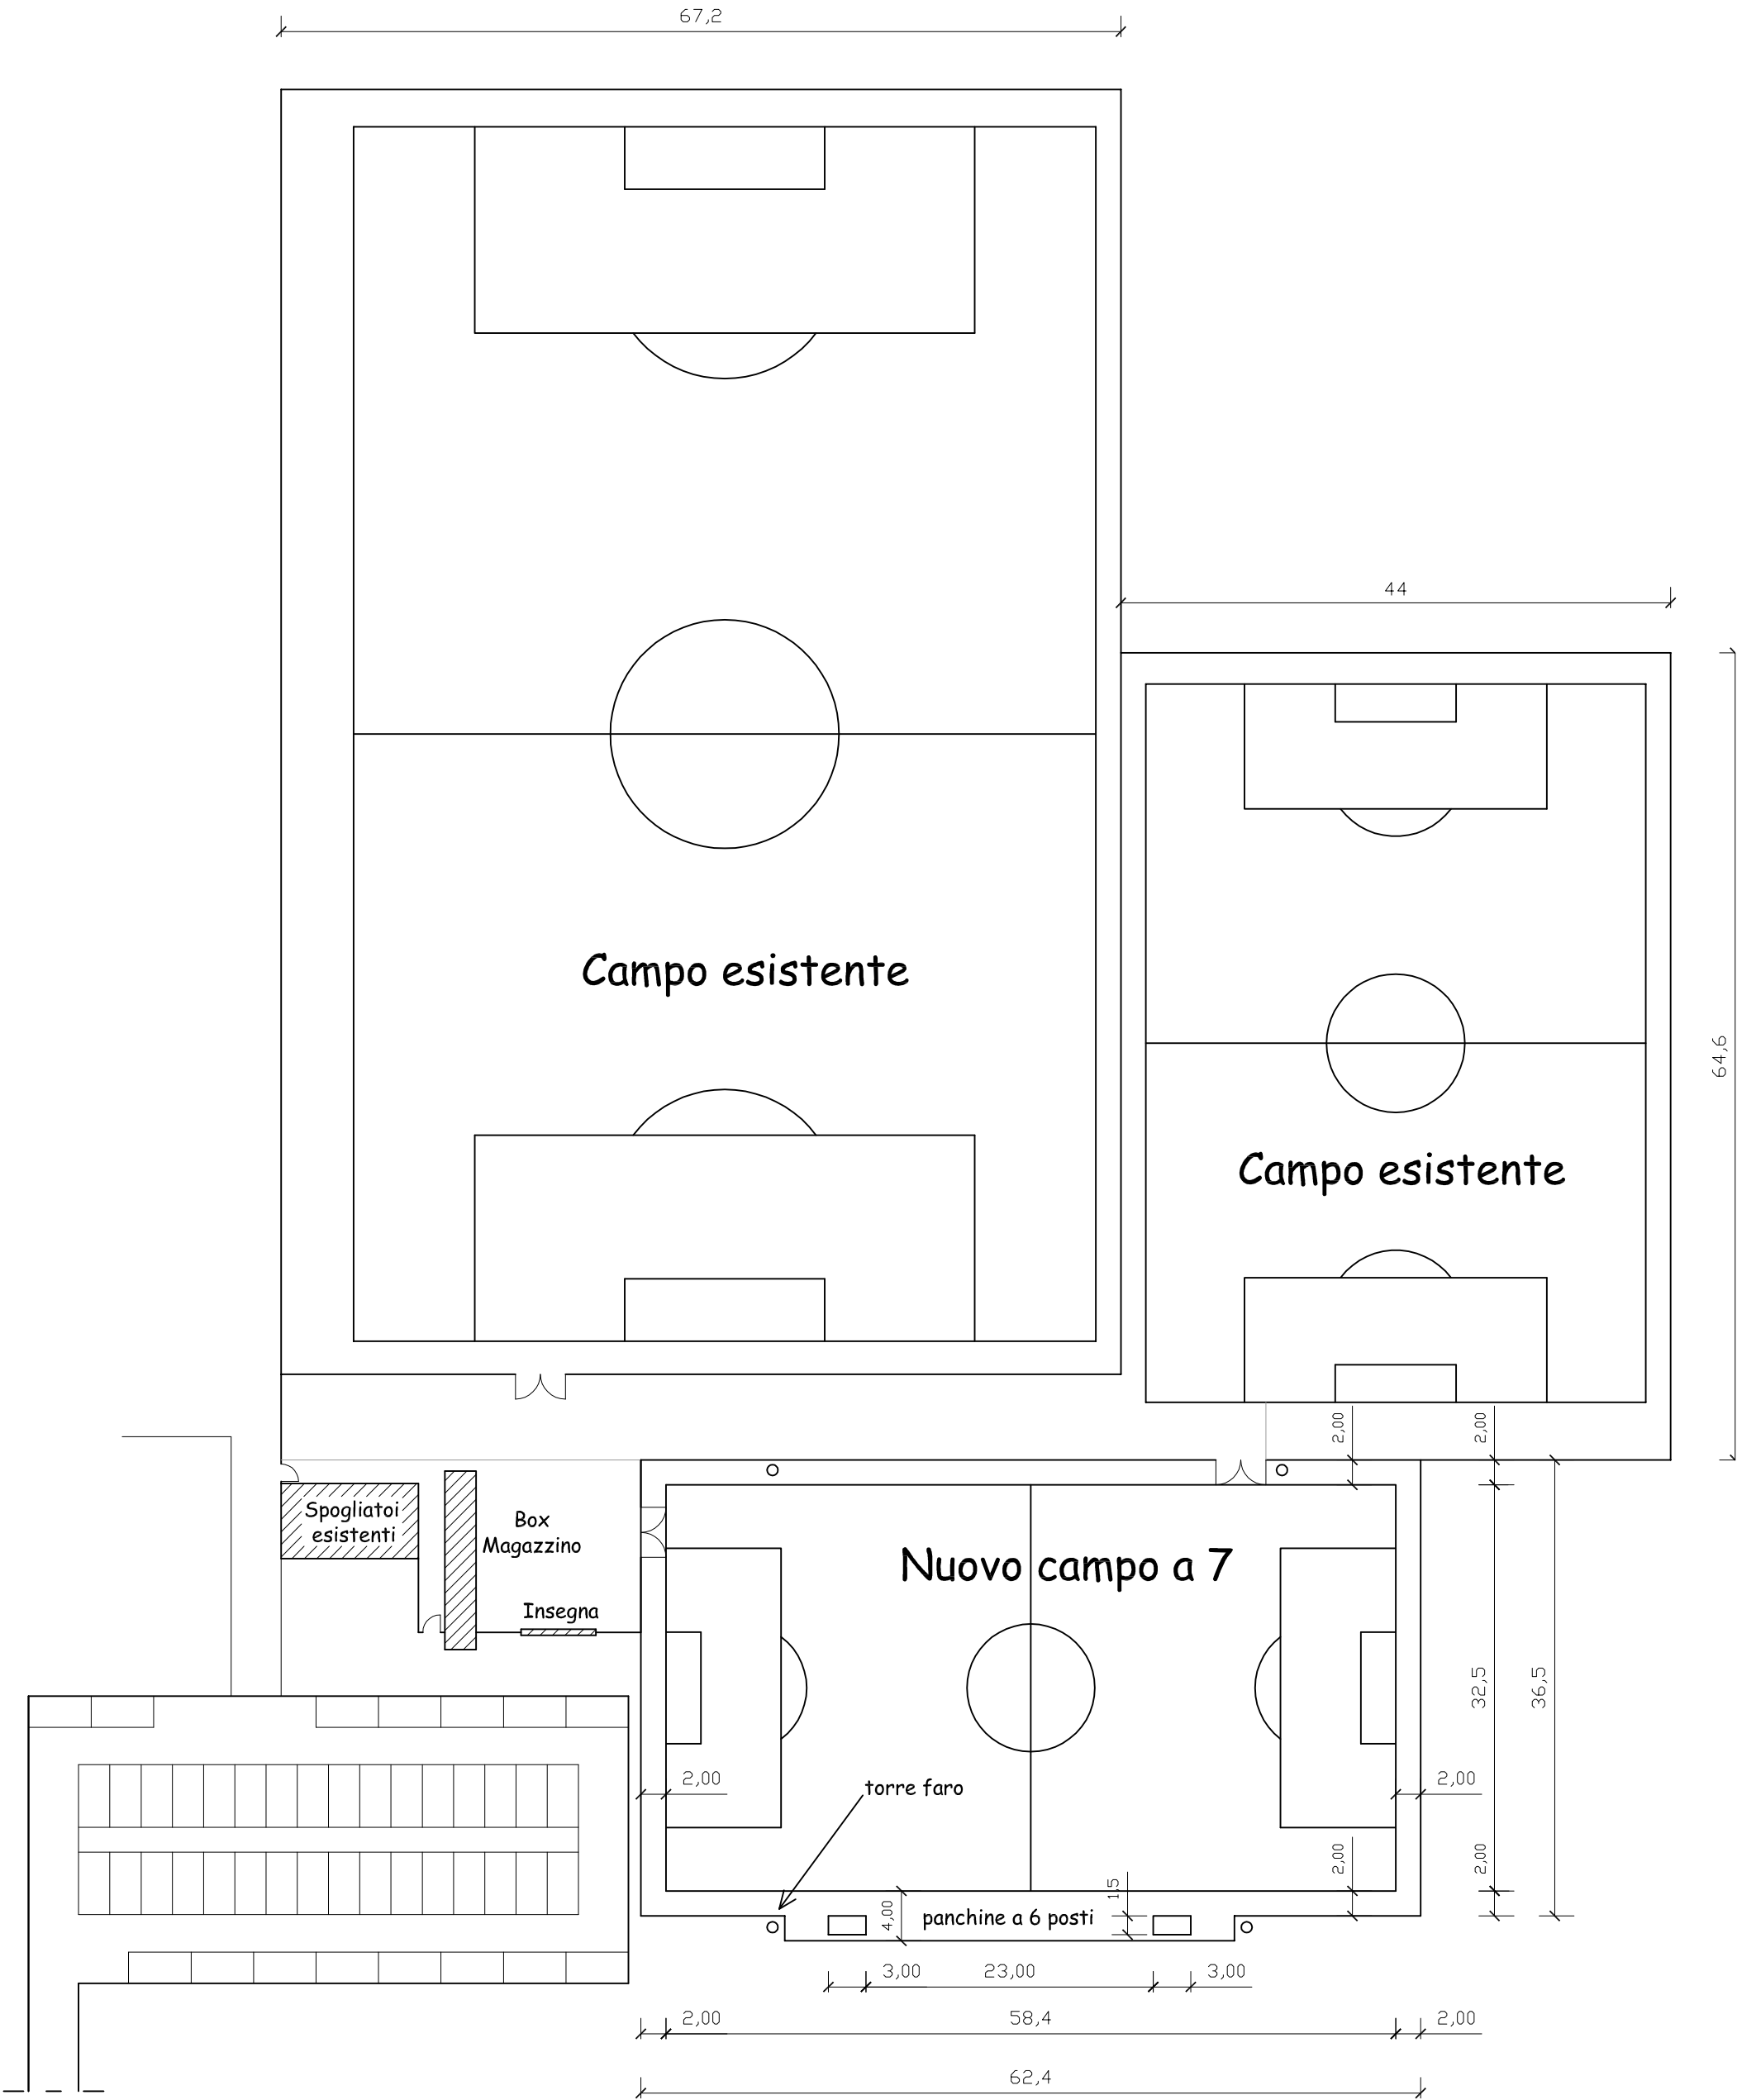 67,2
44
64,6
Campo esistente
Campo esistente
2,00
2,00
Spogliatoi
esistenti
Box
Magazzino
Insegna
Nuovo campo a 7
32,5
36,5
2,00
2,00
torre faro
2,00
2,00
1,5
4,00
panchine a 6 posti
3,00
23,00
3,00
2,00
58,4
2,00
62,4